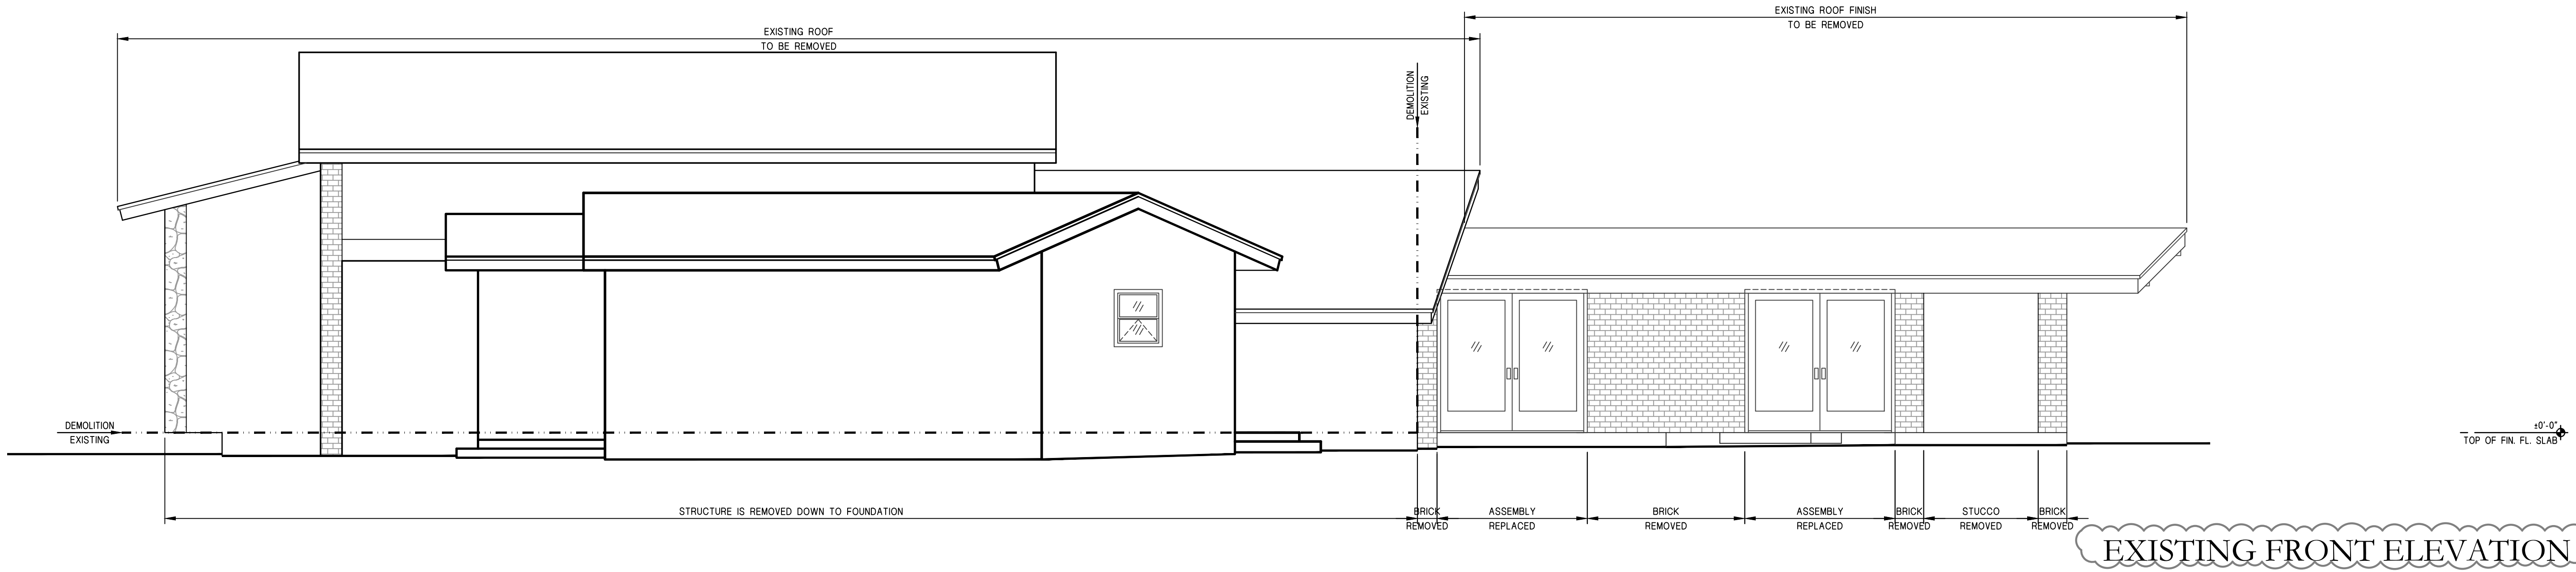 EXISTING ROOF FINISH
TO BE REMOVED
EXISTING ROOF
TO BE REMOVED
DEMOLITION
EXISTING
DEMOLITION
EXISTING
±0'-0"
TOP OF FIN. FL. SLAB
STRUCTURE IS REMOVED DOWN TO FOUNDATION
BRICK
REMOVED
ASSEMBLY
REPLACED
BRICK
REMOVED
ASSEMBLY
REPLACED
BRICK
REMOVED
STUCCO
REMOVED
BRICK
REMOVED
EXISTING FRONT ELEVATION